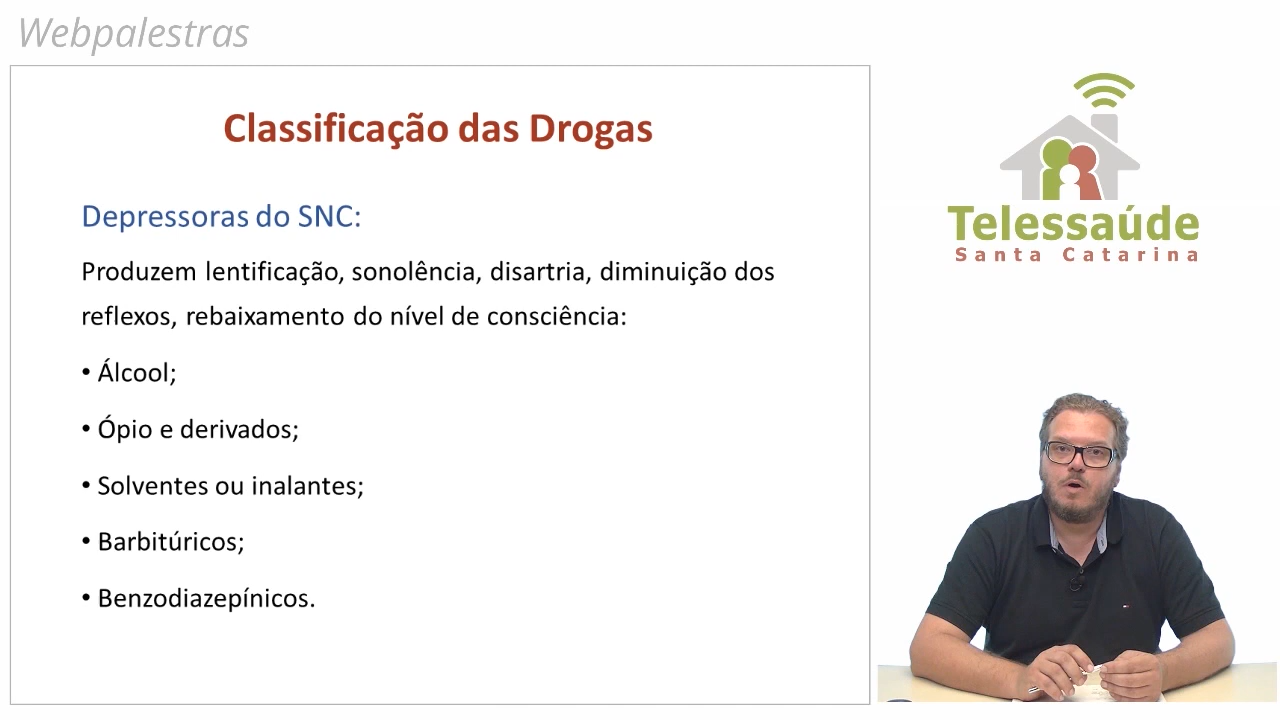 Webpalestras
Classificação das Drogas
Depressoras do SNC:
Produzem lentificação, sonolência, disartria, diminuição dos
reflexos, rebaixamento do nível de consciência:
• Álcool;
• Ópio e derivados;
• Solventes ou inalantes;
• Barbitúricos;
• Benzodiazepínicos.
Telessaúde
Santa Catarina